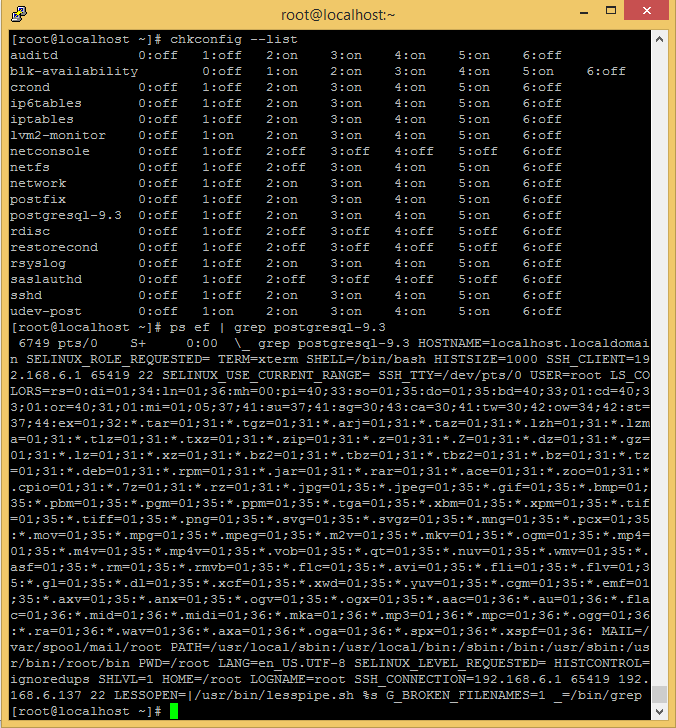 root@localhost:~
[root@localhost ~]# chkconfig --list
auditd 0:off 1:off 2:on 3:on 4:on 5:on 6:off
blk-availability 0:off 1:on 2:on 3:on 4:on 5:on 6:off
crond 0:off 1:off 2:on 3:on 4:on 5:on 6:off
ip6tables 0:off 1:off 2:on 3:on 4:on 5:on 6:off
iptables 0:off 1:off 2:on 3:on 4:on 5:on 6:off
lvm2-monitor 0:off 1:on 2:on 3:on 4:on 5:on 6:off
netconsole 0:off 1:off 2:off 3:off 4:off 5:off 6:off
netfs 0:off 1:off 2:off 3:on 4:on 5:on 6:off
network 0:off 1:off 2:on 3:on 4:on 5:on 6:off
postfix 0:off 1:off 2:on 3:on 4:on 5:on 6:off
postgresql-9.3 0:off 1:off 2:on 3:on 4:on 5:on 6:off
rdisc 0:off 1:off 2:off 3:off 4:off 5:off 6:off
restorecond 0:off 1:off 2:off 3:off 4:off 5:off 6:off
rsyslog 0:off 1:off 2:on 3:on 4:on 5:on 6:off
saslauthd 0:off 1:off 2:off 3:off 4:off 5:off 6:off
sshd 0:off 1:off 2:on 3:on 4:on 5:on 6:off
udev-post 0:off 1:on 2:on 3:on 4:on 5:on 6:off
[root@localhost ~]# ps ef | grep postgresql-9.3
 6749 pts/0 S+ 0:00 \_ grep postgresql-9.3 HOSTNAME=localhost.localdomai
n SELINUX_ROLE_REQUESTED= TERM=xterm SHELL=/bin/bash HISTSIZE=1000 SSH_CLIENT=19
2.168.6.1 65419 22 SELINUX_USE_CURRENT_RANGE= SSH_TTY=/dev/pts/0 USER=root LS_CO
LORS=rs=0:di=01;34:ln=01;36:mh=00:pi=40;33:so=01;35:do=01;35:bd=40;33;01:cd=40;3
3;01:or=40;31;01:mi=01;05;37;41:su=37;41:sg=30;43:ca=30;41:tw=30;42:ow=34;42:st=
37;44:ex=01;32:*.tar=01;31:*.tgz=01;31:*.arj=01;31:*.taz=01;31:*.lzh=01;31:*.lzm
a=01;31:*.tlz=01;31:*.txz=01;31:*.zip=01;31:*.z=01;31:*.Z=01;31:*.dz=01;31:*.gz=
01;31:*.lz=01;31:*.xz=01;31:*.bz2=01;31:*.tbz=01;31:*.tbz2=01;31:*.bz=01;31:*.tz
=01;31:*.deb=01;31:*.rpm=01;31:*.jar=01;31:*.rar=01;31:*.ace=01;31:*.zoo=01;31:*
.cpio=01;31:*.7z=01;31:*.rz=01;31:*.jpg=01;35:*.jpeg=01;35:*.gif=01;35:*.bmp=01;
35:*.pbm=01;35:*.pgm=01;35:*.ppm=01;35:*.tga=01;35:*.xbm=01;35:*.xpm=01;35:*.tif
=01;35:*.tiff=01;35:*.png=01;35:*.svg=01;35:*.svgz=01;35:*.mng=01;35:*.pcx=01;35
:*.mov=01;35:*.mpg=01;35:*.mpeg=01;35:*.m2v=01;35:*.mkv=01;35:*.ogm=01;35:*.mp4=
01;35:*.m4v=01;35:*.mp4v=01;35:*.vob=01;35:*.qt=01;35:*.nuv=01;35:*.wmv=01;35:*.
asf=01;35:*.rm=01;35:*.rmvb=01;35:*.flc=01;35:*.avi=01;35:*.fli=01;35:*.flv=01;3
5:*.gl=01;35:*.dl=01;35:*.xcf=01;35:*.xwd=01;35:*.yuv=01;35:*.cgm=01;35:*.emf=01
;35:*.axv=01;35:*.anx=01;35:*.ogv=01;35:*.ogx=01;35:*.aac=01;36:*.au=01;36:*.fla
c=01;36:*.mid=01;36:*.midi=01;36:*.mka=01;36:*.mp3=01;36:*.mpc=01;36:*.ogg=01;36
:*.ra=01;36:*.wav=01;36:*.axa=01;36:*.oga=01;36:*.spx=01;36:*.xspf=01;36: MAIL=/
var/spool/mail/root PATH=/usr/local/sbin:/usr/local/bin:/sbin:/bin:/usr/sbin:/us
r/bin:/root/bin PWD=/root LANG=en_US.UTF-8 SELINUX_LEVEL_REQUESTED= HISTCONTROL=
ignoredups SHLVL=1 HOME=/root LOGNAME=root SSH_CONNECTION=192.168.6.1 65419 192.
168.6.137 22 LESSOPEN=|/usr/bin/lesspipe.sh %s G_BROKEN_FILENAMES=1 _=/bin/grep
[root@localhost ~]#